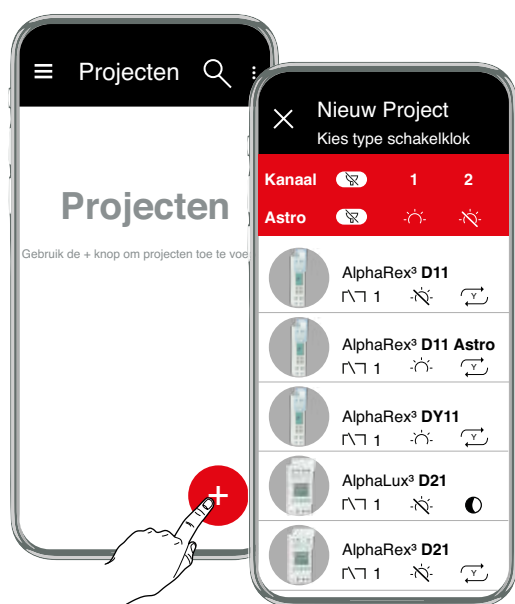 Projecten
Projecten
Gebruik de + knop om projecten toe te voe
Nieuw Project
Kies type schakelklok
Kanaal 1 2
Astro
AlphaRex³ D11
1 Y
AlphaRex³ D11 Astro
1 Y
AlphaRex³ DY11
1 Y
AlphaLux³ D21
1
AlphaRex³ D21
1 Y